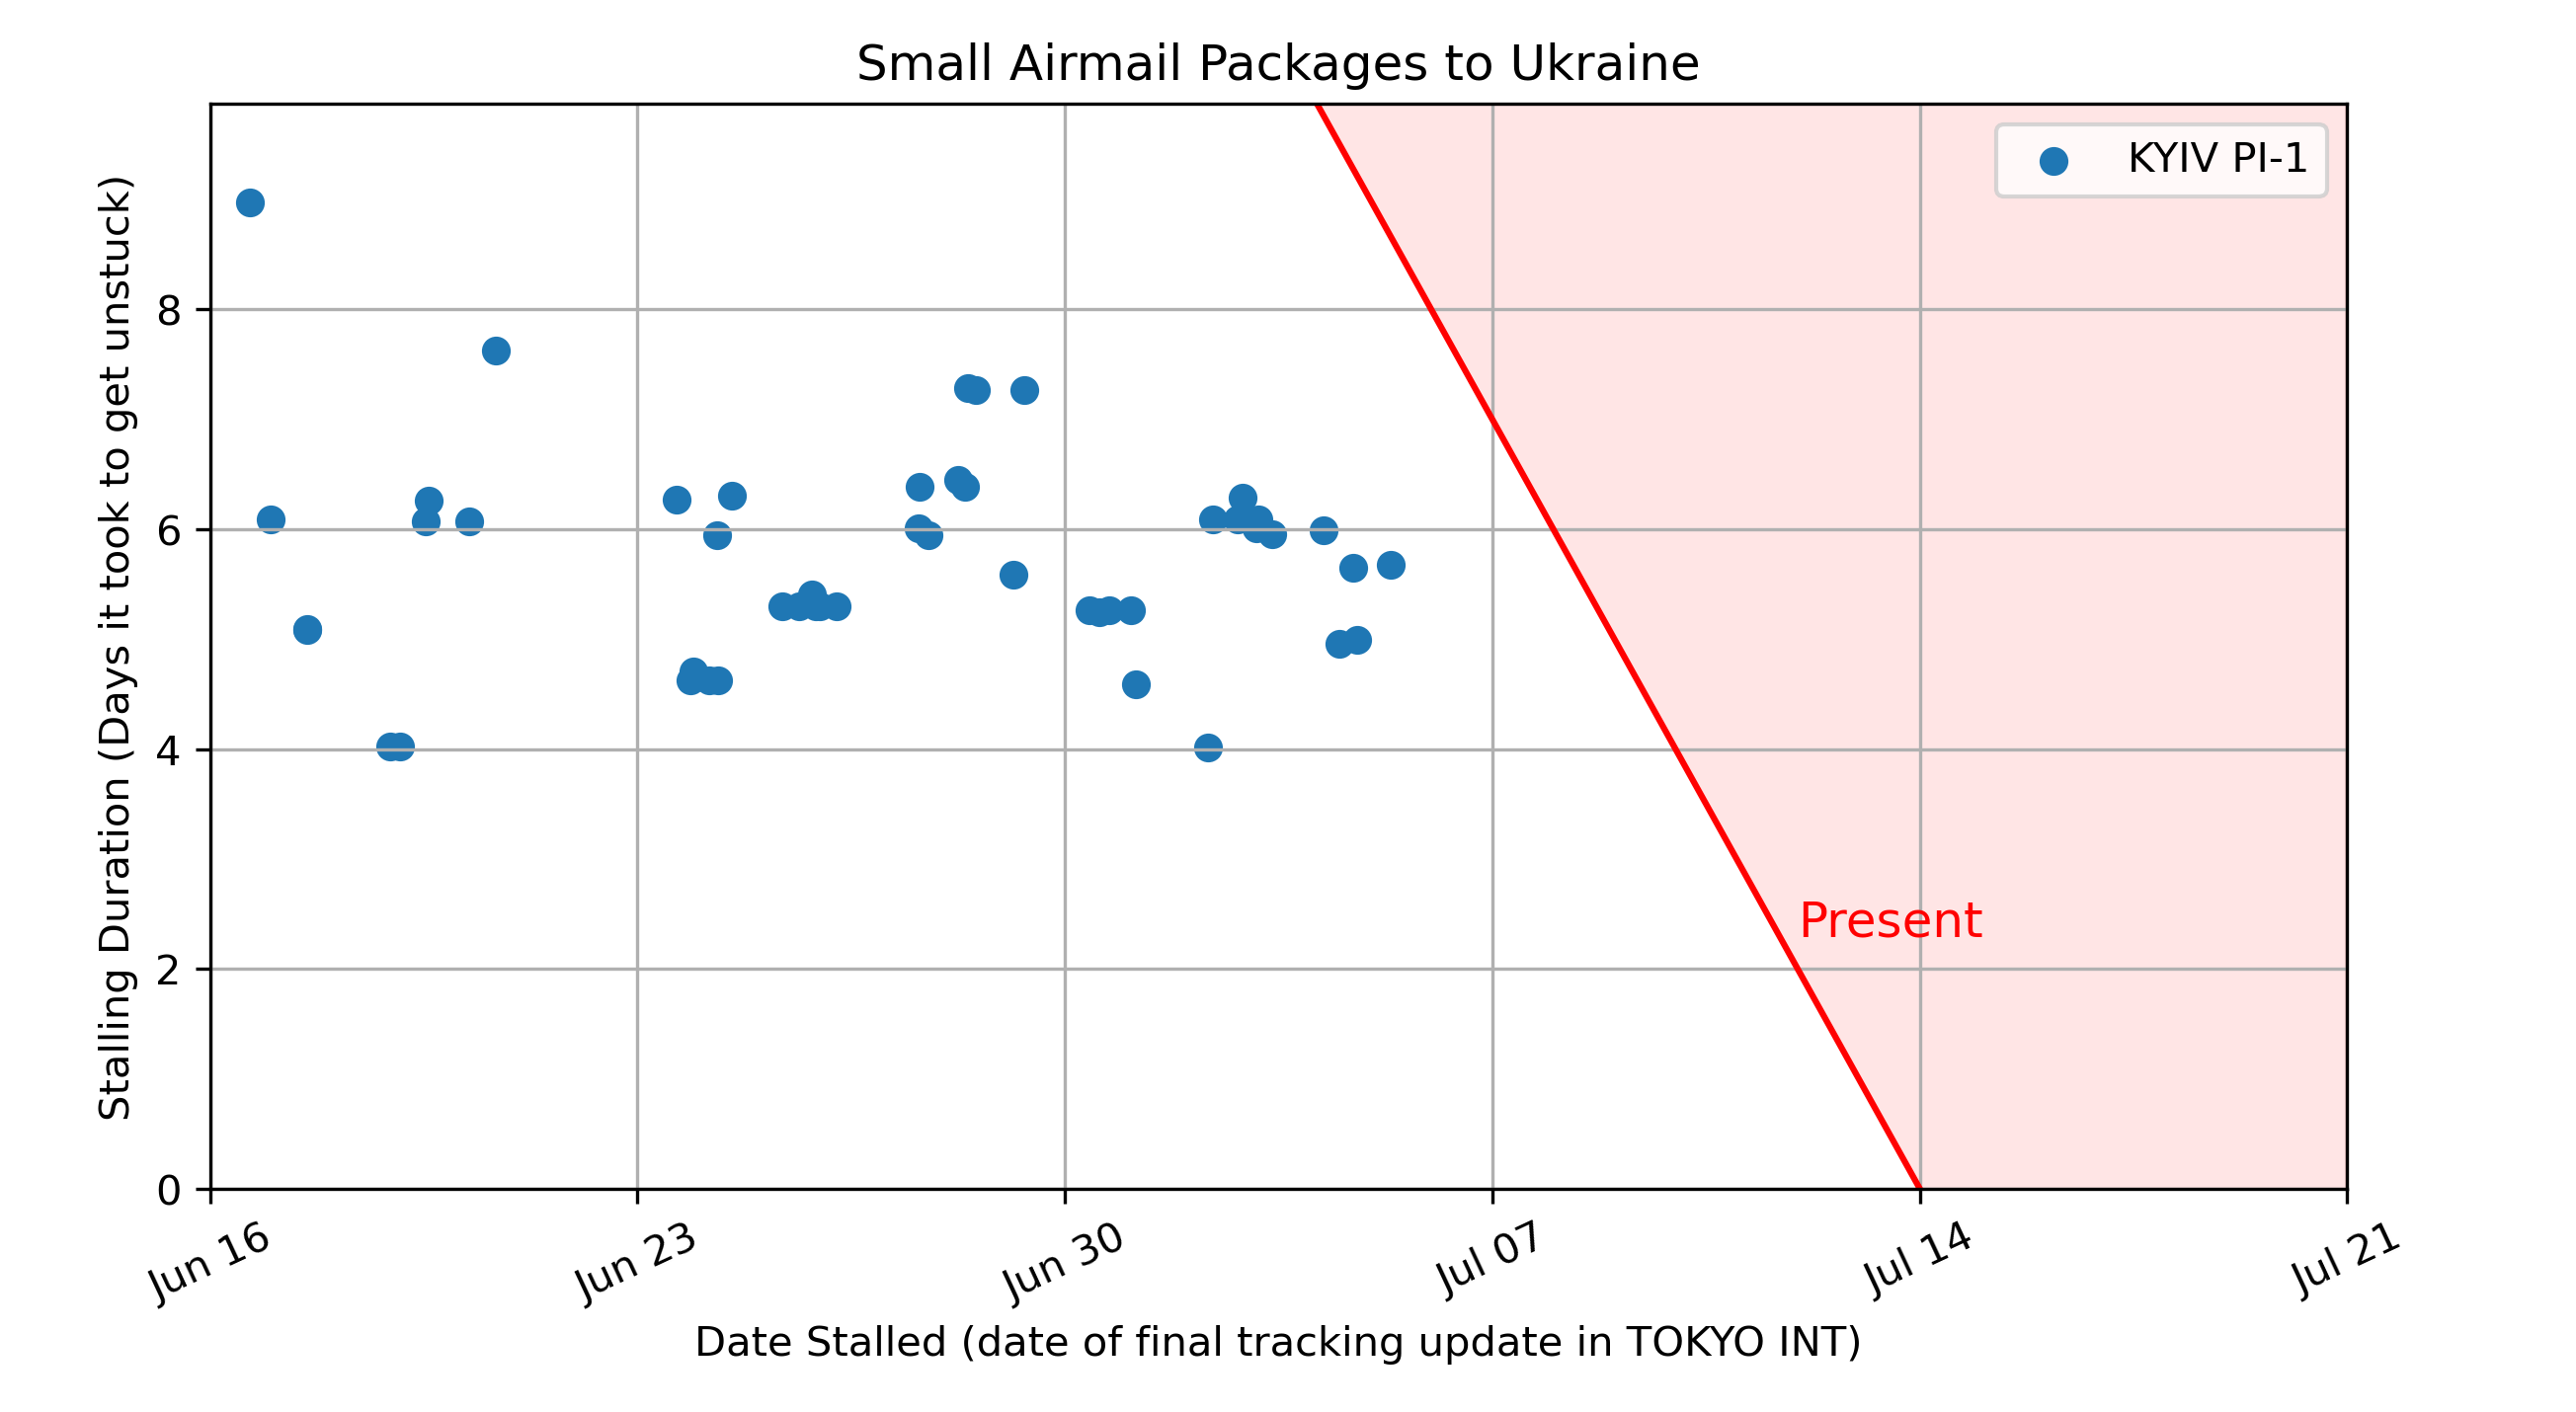 Small Airmail Packages to Ukraine
KYIV PI-1
Stalling Duration (Days it took to get unstuck)
8
6
4
2
0
Present
Jun 16
Jun 23
Jun 30
Jul 07
Jul 14
Jul 21
Date Stalled (date of final tracking update in TOKYO INT)